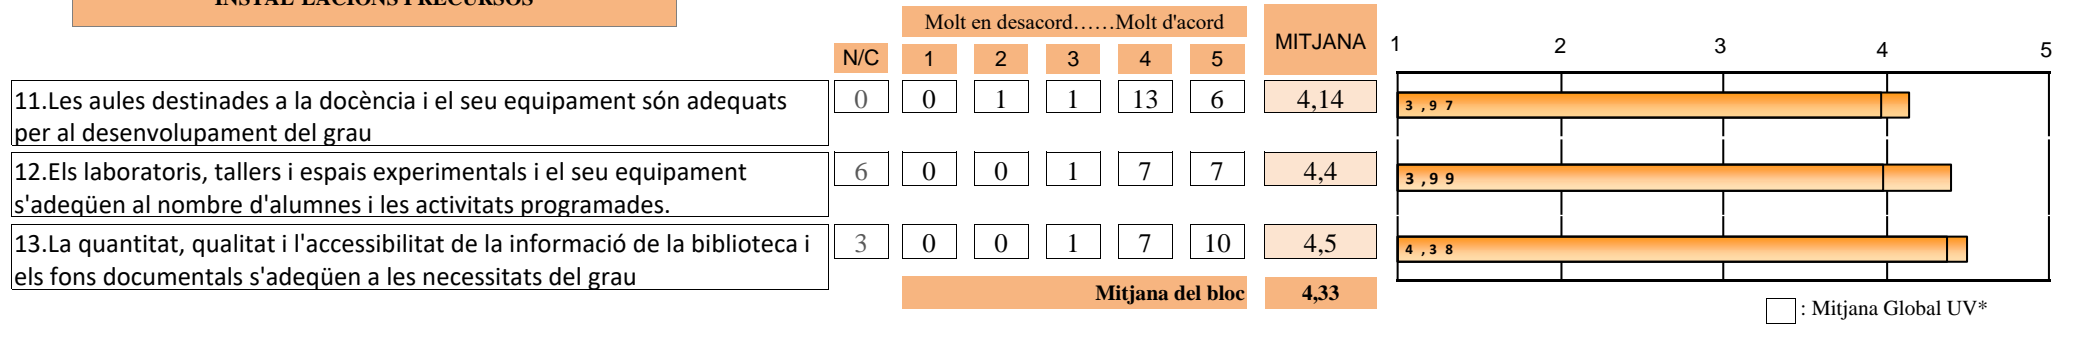 INSTAL·LACIONS I RECURSOS
Molt en desacord……Molt d'acord
MITJANA
N/C 1 2 3 4 5
1 2 3 4 5
11.Les aules destinades a la docència i el seu equipament són adequats
per al desenvolupament del grau
0 0 1 1 13 6 4,14
3,97
12.Els laboratoris, tallers i espais experimentals i el seu equipament
s'adeqüen al nombre d'alumnes i les activitats programades.
6 0 0 1 7 7 4,4
3,99
13.La quantitat, qualitat i l'accessibilitat de la informació de la biblioteca i
els fons documentals s'adeqüen a les necessitats del grau
3 0 0 1 7 10 4,5
4,38
Mitjana del bloc 4,33
: Mitjana Global UV*